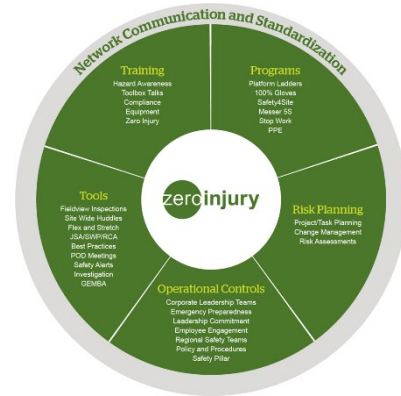 Network Communication and Standardization
Training
Hazard Awareness
Toolbox Talks
Compliance
Equipment
Zero Injury
Programs
Platform Ladders
100% Gloves
Safety4Site
Messer 5S
Stop Work
PPE
Tools
Fieldview Inspections
Site Wide Huddles
Flex and Stretch
JSA/SWP/RCA
Best Practices
POD Meetings
Safety Alerts
Investigation
GEMBA
zeroinjury
Risk Planning
Project/Task Planning
Change Management
Risk Assessments
Operational Controls
Corporate Leadership Teams
Emergency Preparedness
Leadership Commitment
Employee Engagement
Regional Safety Teams
Policy and Procedures
Safety Pillar